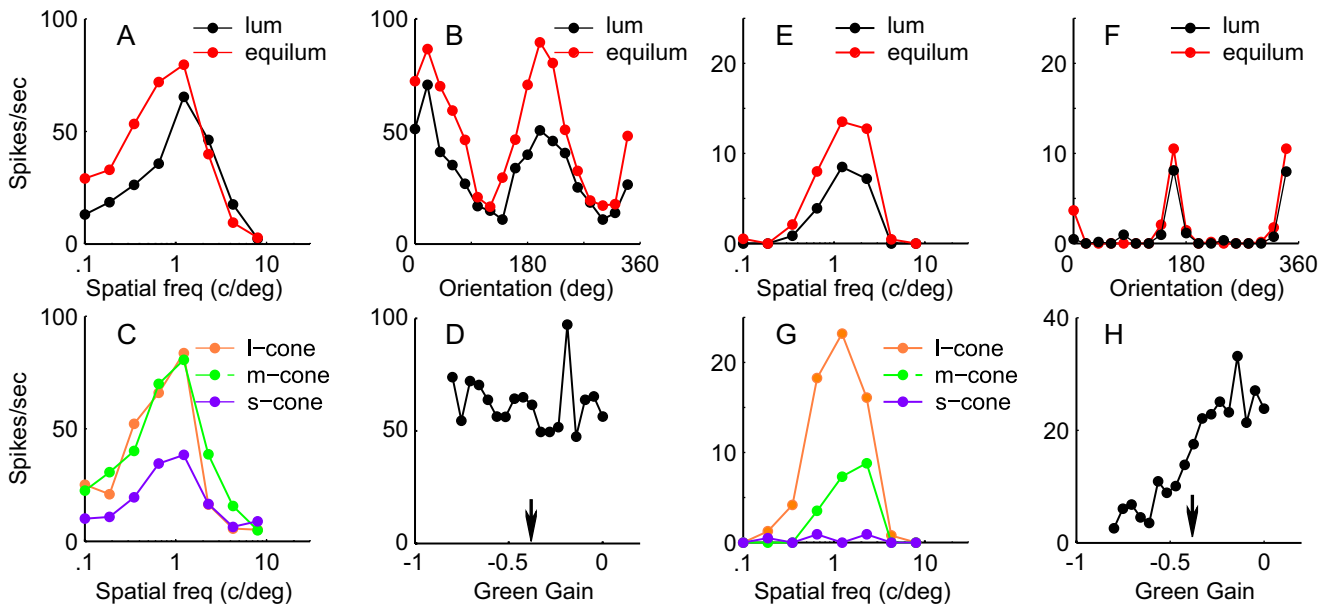 A
lum
equilum
Spikes/sec
100
50
0
.1
1
10
Spatial freq (c/deg)
B
lum
equilum
100
50
0
0
180
360
Orientation (deg)
E
lum
equilum
20
10
0
.1
1
10
Spatial freq (c/deg)
F
lum
equilum
20
10
0
0
180
360
Orientation (deg)
C
l-cone
m-cone
s-cone
Spikes/sec
100
50
0
.1
1
10
Spatial freq (c/deg)
D
100
50
0
-1
-0.5
0
Green Gain
G
l-cone
m-cone
s-cone
20
10
0
.1
1
10
Spatial freq (c/deg)
H
40
20
0
-1
-0.5
0
Green Gain